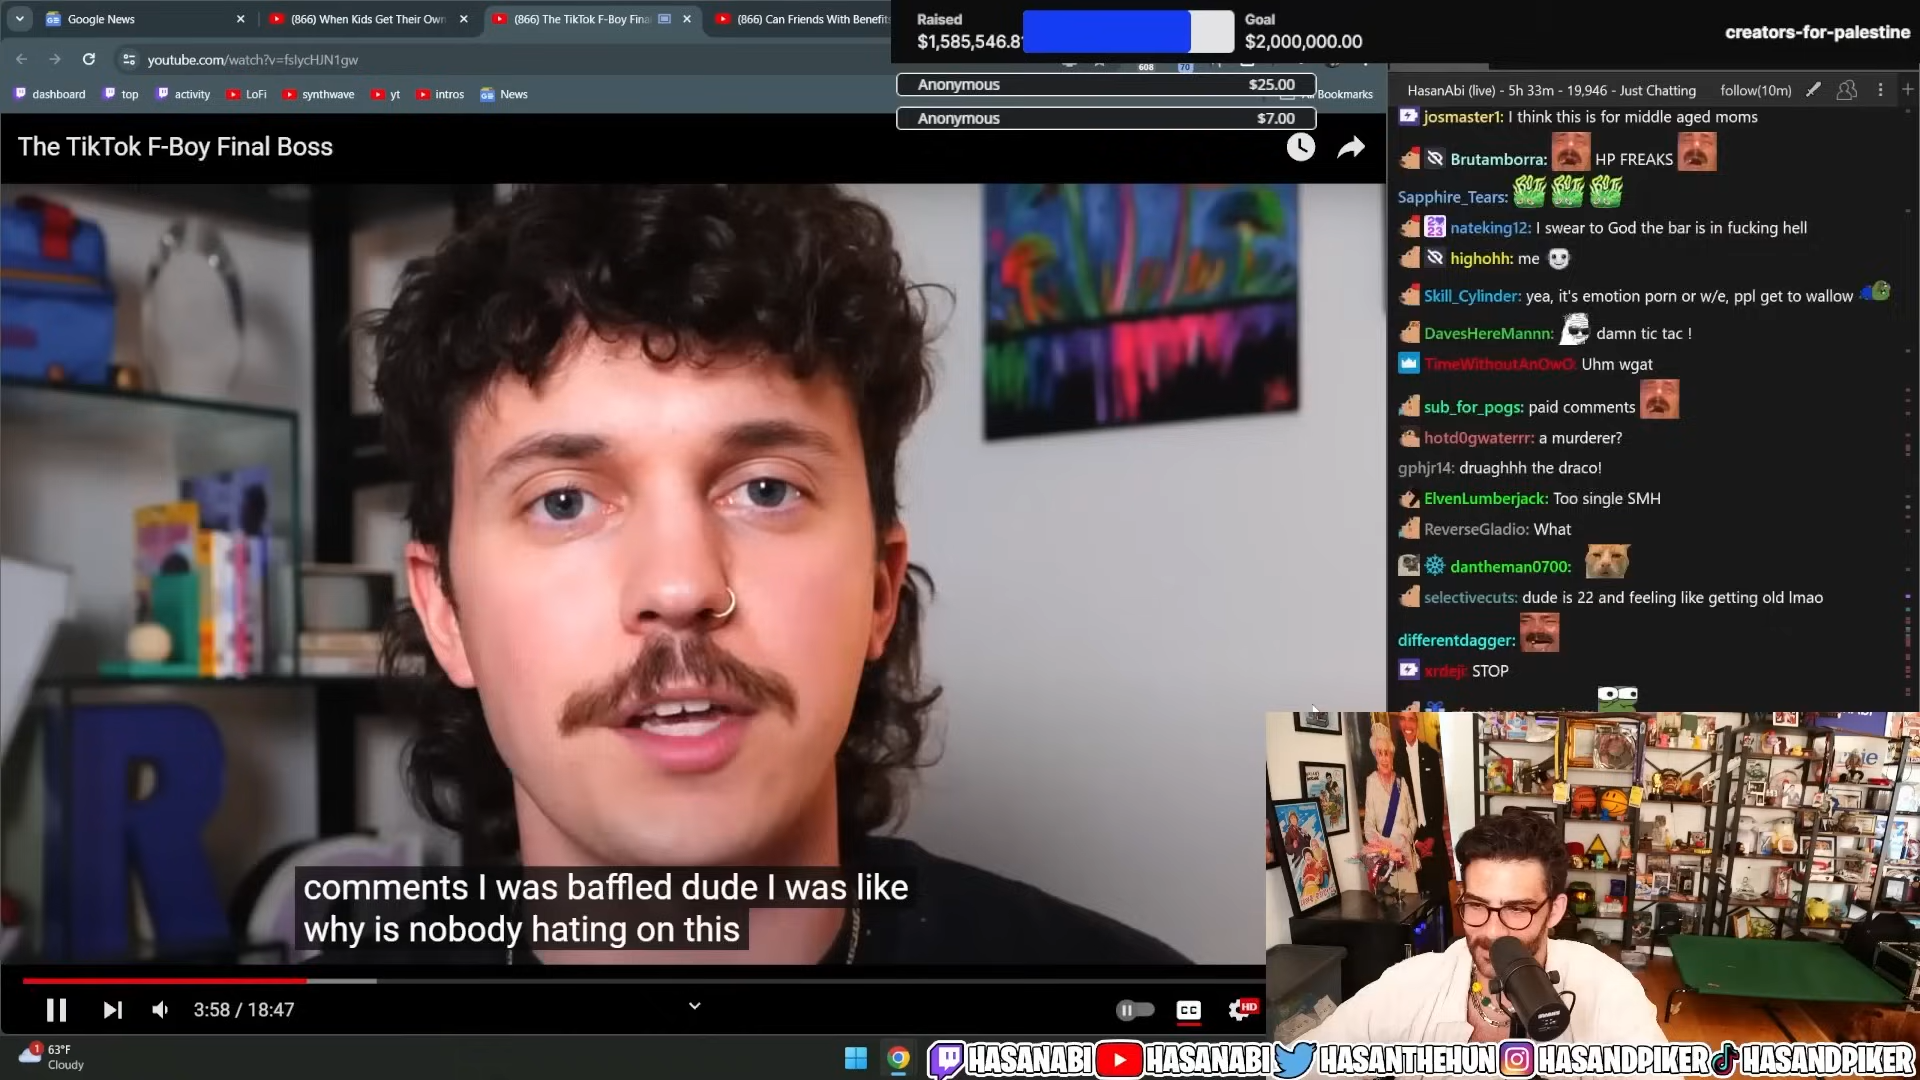 Google News
(866) When Kids Get Their Own
(866) The TikTok F-Boy Fina
(866) Can Friends With Benefit
youtube.com/watch?v=fslycHJN1gw
608
70
dashboard
top
activity
LoFi
synthwave
yt
intros
News
Bookmarks
Raised
$1,585,546.8
Goal
$2,000,000.00
creators-for-palestine
Anonymous $25.00
Anonymous $7.00
The TikTok F-Boy Final Boss
HasanAbi (live) - 5h 33m - 19,946 - Just Chatting follow(10m)
josmaster1: I think this is for middle aged moms
Brutamborra: HP FREAKS
Sapphire_Tears:
nateking12: I swear to God the bar is in fucking hell
highohh: me
Skill_Cylinder: yea, it's emotion porn or w/e, ppl get to wallow
DavesHereMannn: damn tic tac !
TimeWithoutAnOwO: Uhm wgat
sub_for_pogs: paid comments
hotd0gwaterrr: a murderer?
gphjr14: druaghhh the draco!
ElvenLumberjack: Too single SMH
ReverseGladio: What
dantheman0700:
selectivecuts: dude is 22 and feeling like getting old lmao
differentdagger:
xrdeji: STOP
comments I was baffled dude I was like
why is nobody hating on this
3:58 / 18:47
CC
HD
1
63°F
Cloudy
HASANABI
HASANABI
HASANTHEHUN
HASANDPIKER
HASANDPIKER